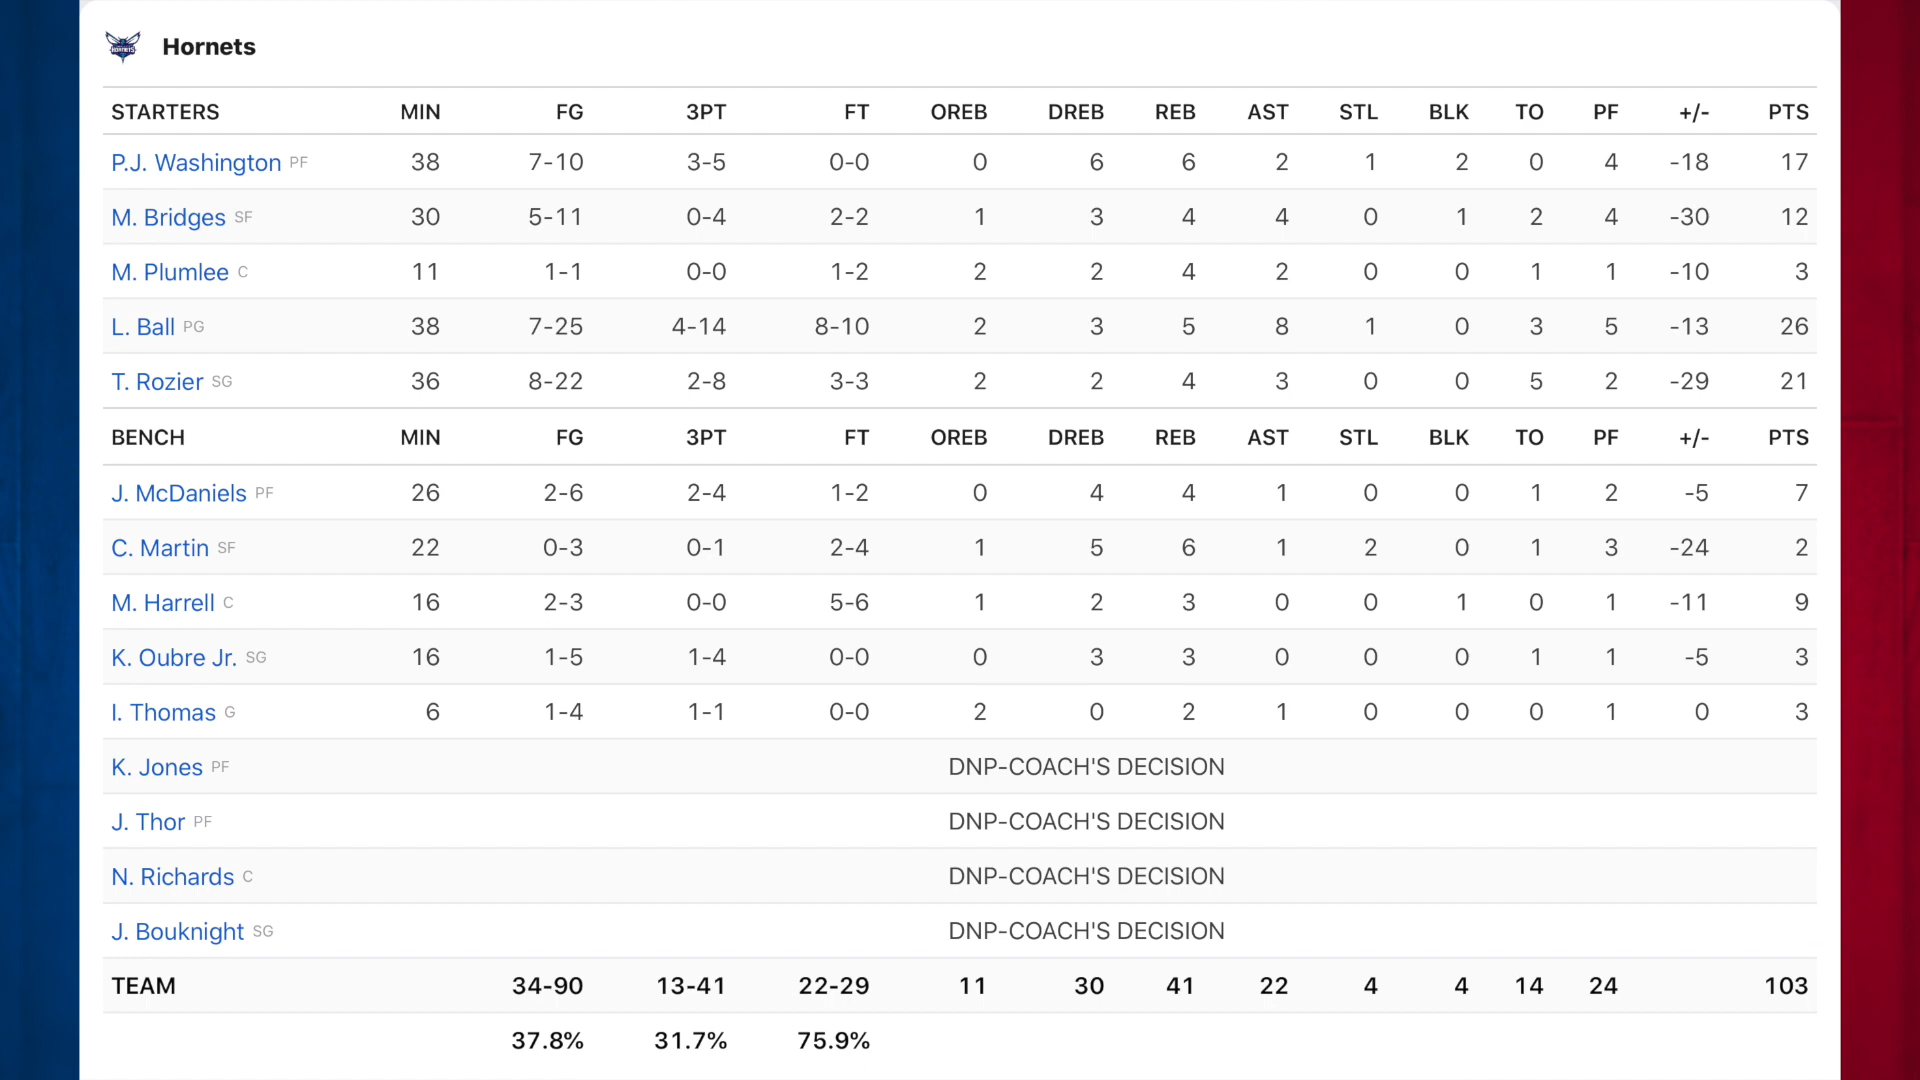 HORNETS
Hornets
STARTERS MIN FG 3PT FT OREB DREB REB AST STL BLK TO PF +/- PTS
P.J. Washington PF 38 7-10 3-5 0-0 0 6 6 2 1 2 0 4 -18 17
M. Bridges SF 30 5-11 0-4 2-2 1 3 4 4 0 1 2 4 -30 12
M. Plumlee C 11 1-1 0-0 1-2 2 2 4 2 0 0 1 1 -10 3
L. Ball PG 38 7-25 4-14 8-10 2 3 5 8 1 0 3 5 -13 26
T. Rozier SG 36 8-22 2-8 3-3 2 2 4 3 0 0 5 2 -29 21
BENCH MIN FG 3PT FT OREB DREB REB AST STL BLK TO PF +/- PTS
J. McDaniels PF 26 2-6 2-4 1-2 0 4 4 1 0 0 1 2 -5 7
C. Martin SF 22 0-3 0-1 2-4 1 5 6 1 2 0 1 3 -24 2
M. Harrell C 16 2-3 0-0 5-6 1 2 3 0 0 1 0 1 -11 9
K. Oubre Jr. SG 16 1-5 1-4 0-0 0 3 3 0 0 0 1 1 -5 3
I. Thomas G 6 1-4 1-1 0-0 2 0 2 1 0 0 0 1 0 3
K. Jones PF DNP-COACH'S DECISION
J. Thor PF DNP-COACH'S DECISION
N. Richards C DNP-COACH'S DECISION
J. Bouknight SG DNP-COACH'S DECISION
TEAM 34-90 13-41 22-29 11 30 41 22 4 4 14 24 103
37.8% 31.7% 75.9%